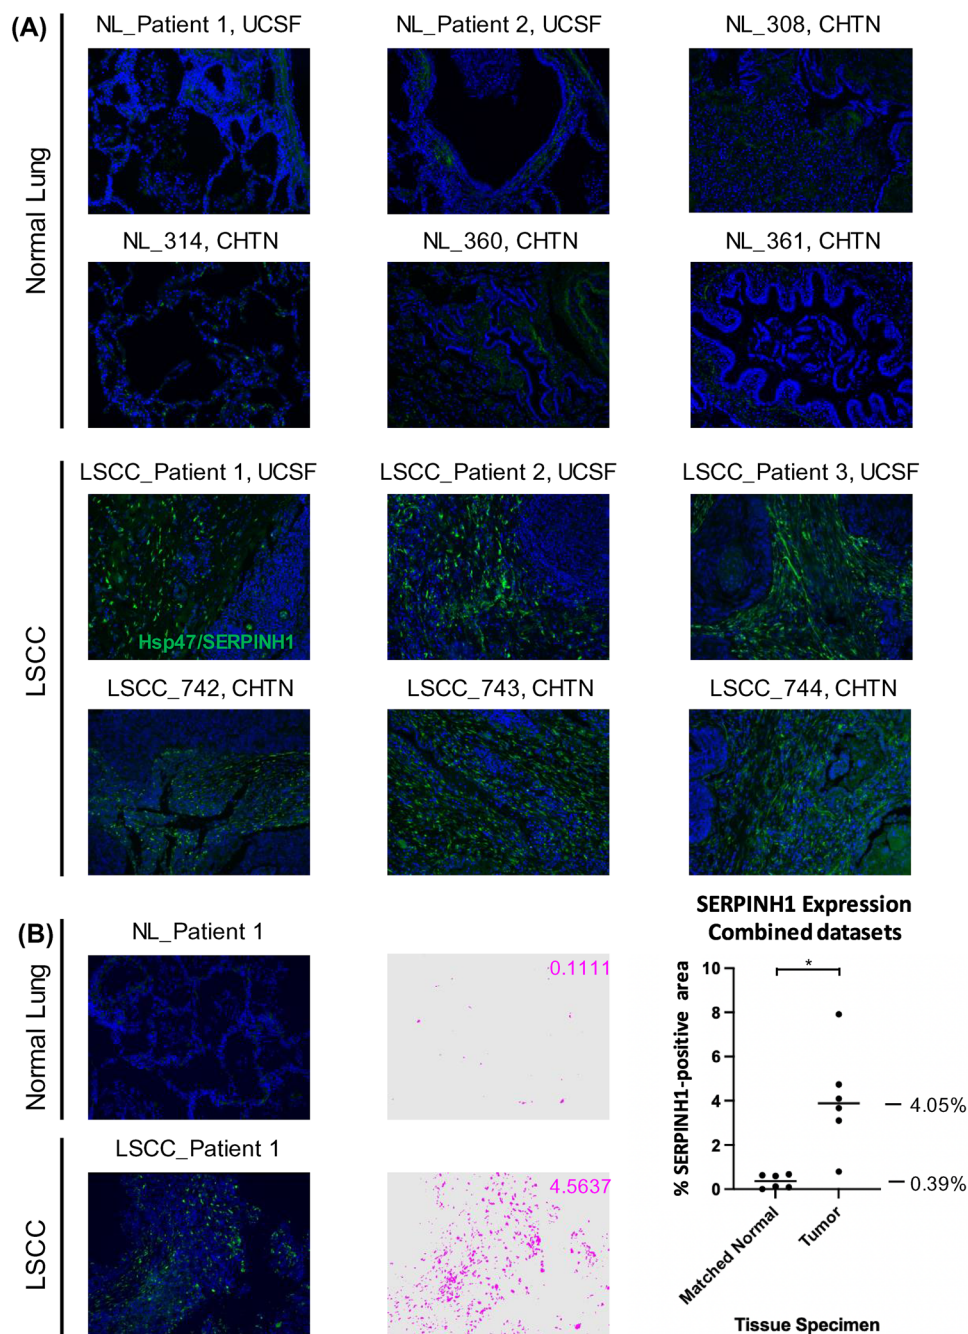 (A)
NL_Patient 1, UCSF
NL_Patient 2, UCSF
NL_308, CHTN
Normal Lung
NL_314, CHTN
NL_360, CHTN
NL_361, CHTN
LSCC_Patient 1, UCSF
LSCC_Patient 2, UCSF
LSCC_Patient 3, UCSF
Hsp47/SERPINH1
LSCC
LSCC_742, CHTN
LSCC_743, CHTN
LSCC_744, CHTN
(B)
NL_Patient 1
Normal Lung
0.1111
LSCC_Patient 1
LSCC
4.5637
SERPINH1 Expression
Combined datasets
% SERPINH1-positive area
10
8
6
4
2
0
*
4.05%
0.39%
Matched Normal
Tumor
Tissue Specimen